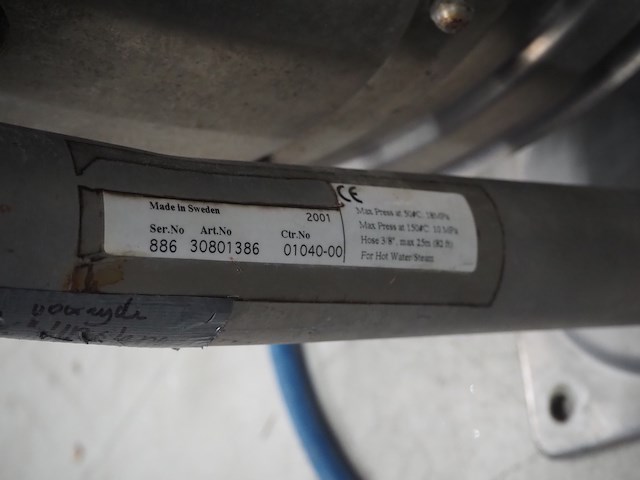 Made in Sweden
2001
Ser.No Art.No Ctr.No
886 30801386 01040-00
CE
Max Press at 50#C: 18MPa
Max Press at 150#C: 10 MPa
Hose 3/8", max 25m (82 ft)
For Hot Water/Steam